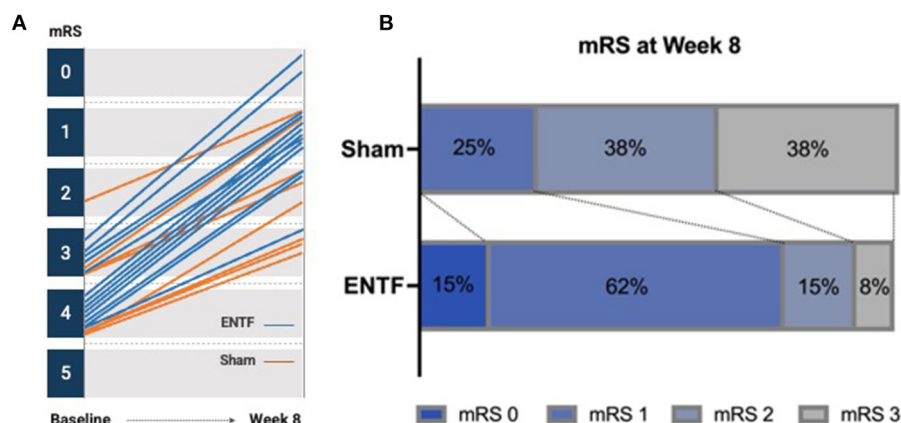 A
mRS
0
1
2
3
4
5
ENTF
Sham
Baseline
Week 8
B
mRS at Week 8
Sham
25%
38%
38%
ENTF
15%
62%
15%
8%
mRS 0
mRS 1
mRS 2
mRS 3